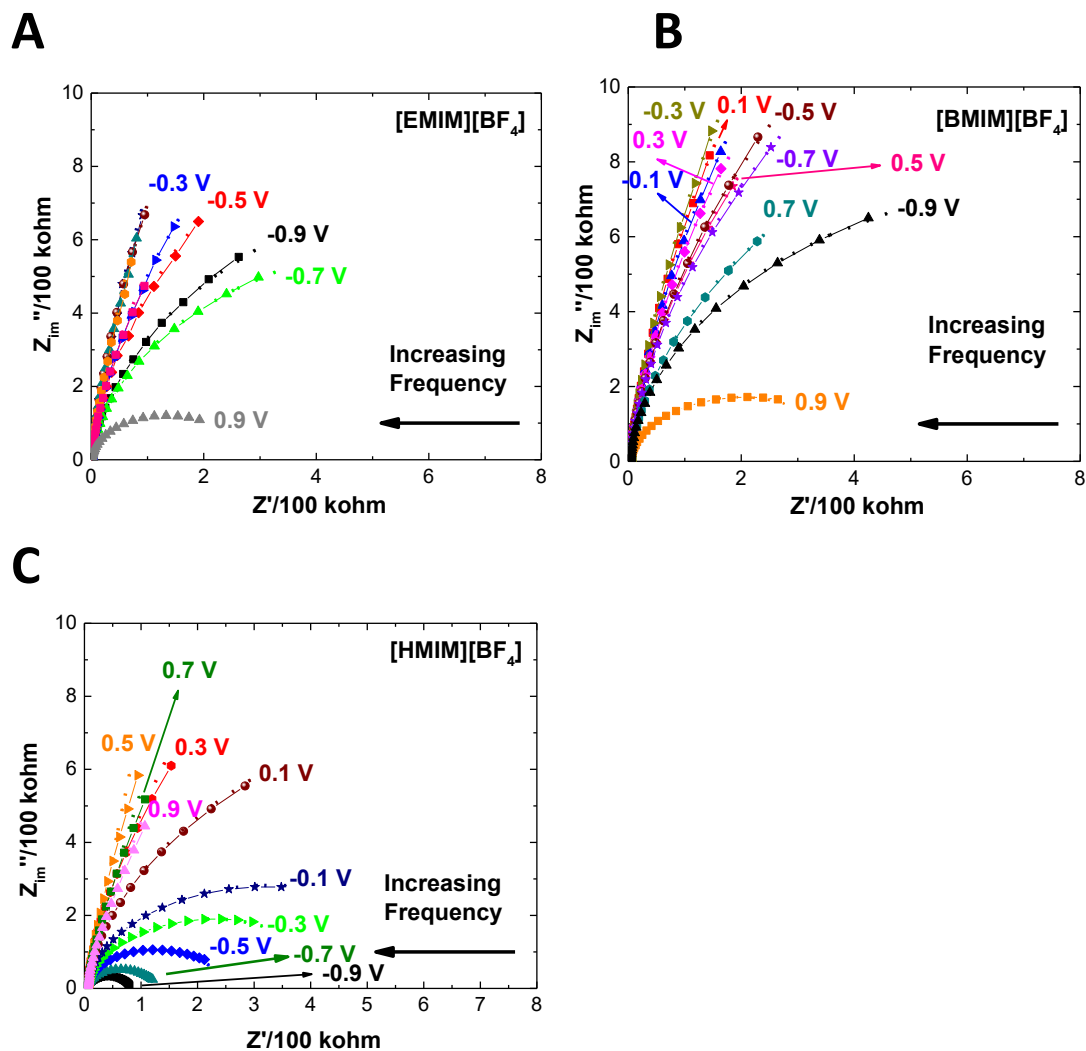 A
10
8
6
4
2
0
Z_im''/100 kohm
[EMIM][BF4]
-0.3 V
-0.5 V
-0.9 V
-0.7 V
Increasing
Frequency
0.9 V
0 2 4 6 8
Z'/100 kohm
B
10
8
6
4
2
0
Z_im''/100 kohm
[BMIM][BF4]
-0.3 V
0.1 V
-0.5 V
0.3 V
-0.7 V
0.5 V
-0.1 V
0.7 V
-0.9 V
Increasing
Frequency
0.9 V
0 2 4 6 8
Z'/100 kohm
C
10
8
6
4
2
0
Z_im''/100 kohm
[HMIM][BF4]
0.7 V
0.5 V
0.3 V
0.1 V
0.9 V
-0.1 V
Increasing
Frequency
-0.3 V
-0.5 V
-0.7 V
-0.9 V
0 1 2 3 4 5 6 7 8
Z'/100 kohm